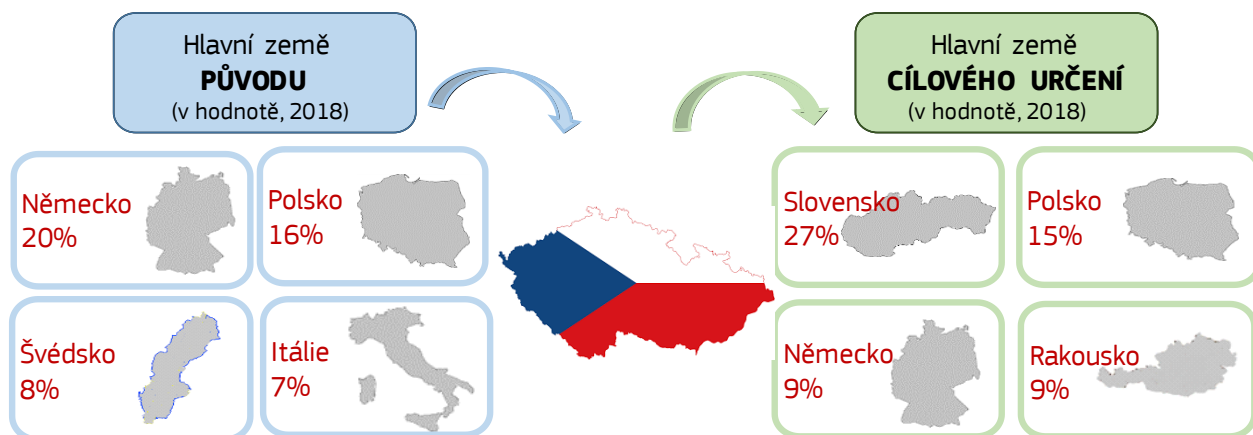 Hlavní země
PŮVODU
(v hodnotě, 2018)
Hlavní země
CÍLOVÉHO URČENÍ
(v hodnotě, 2018)
Německo
20%
Polsko
16%
Švédsko
8%
Itálie
7%
Slovensko
27%
Polsko
15%
Německo
9%
Rakousko
9%